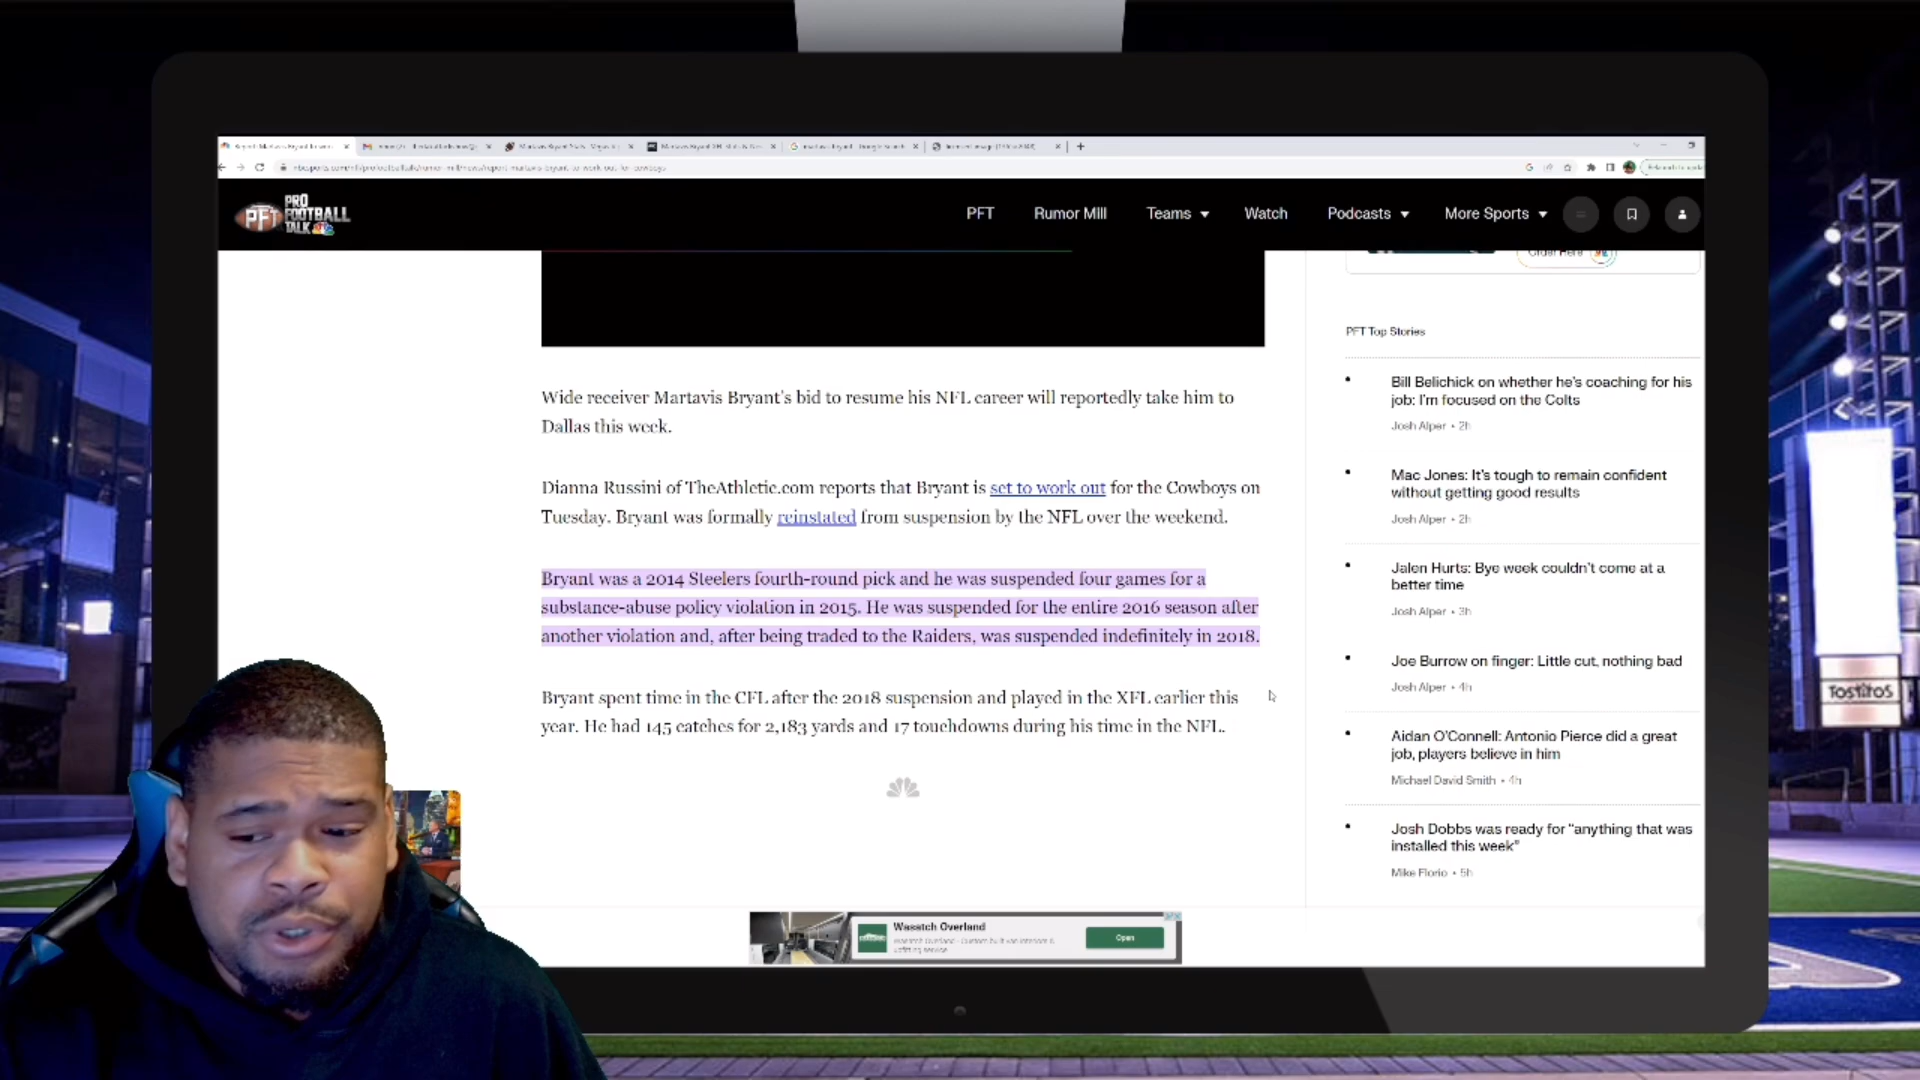 PFT
PRO
FOOTBALL
TALK
PFT
Rumor Mill
Teams
Watch
Podcasts
More Sports
Order Here
Wide receiver Martavis Bryant's bid to resume his NFL career will reportedly take him to
Dallas this week.
Dianna Russini of TheAthletic.com reports that Bryant is set to work out for the Cowboys on
Tuesday. Bryant was formally reinstated from suspension by the NFL over the weekend.
Bryant was a 2014 Steelers fourth-round pick and he was suspended four games for a
substance-abuse policy violation in 2015. He was suspended for the entire 2016 season after
another violation and, after being traded to the Raiders, was suspended indefinitely in 2018.
Bryant spent time in the CFL after the 2018 suspension and played in the XFL earlier this
year. He had 145 catches for 2,183 yards and 17 touchdowns during his time in the NFL.
PFT Top Stories
Bill Belichick on whether he's coaching for his
job: I'm focused on the Colts
Josh Alper • 2h
Mac Jones: It's tough to remain confident
without getting good results
Josh Alper • 2h
Jalen Hurts: Bye week couldn't come at a
better time
Josh Alper • 3h
Joe Burrow on finger: Little cut, nothing bad
Josh Alper • 4h
Aidan O'Connell: Antonio Pierce did a great
job, players believe in him
Michael David Smith • 4h
Josh Dobbs was ready for “anything that was
installed this week”
Mike Florio • 5h
Wasatch Overland
Open
Tostitos